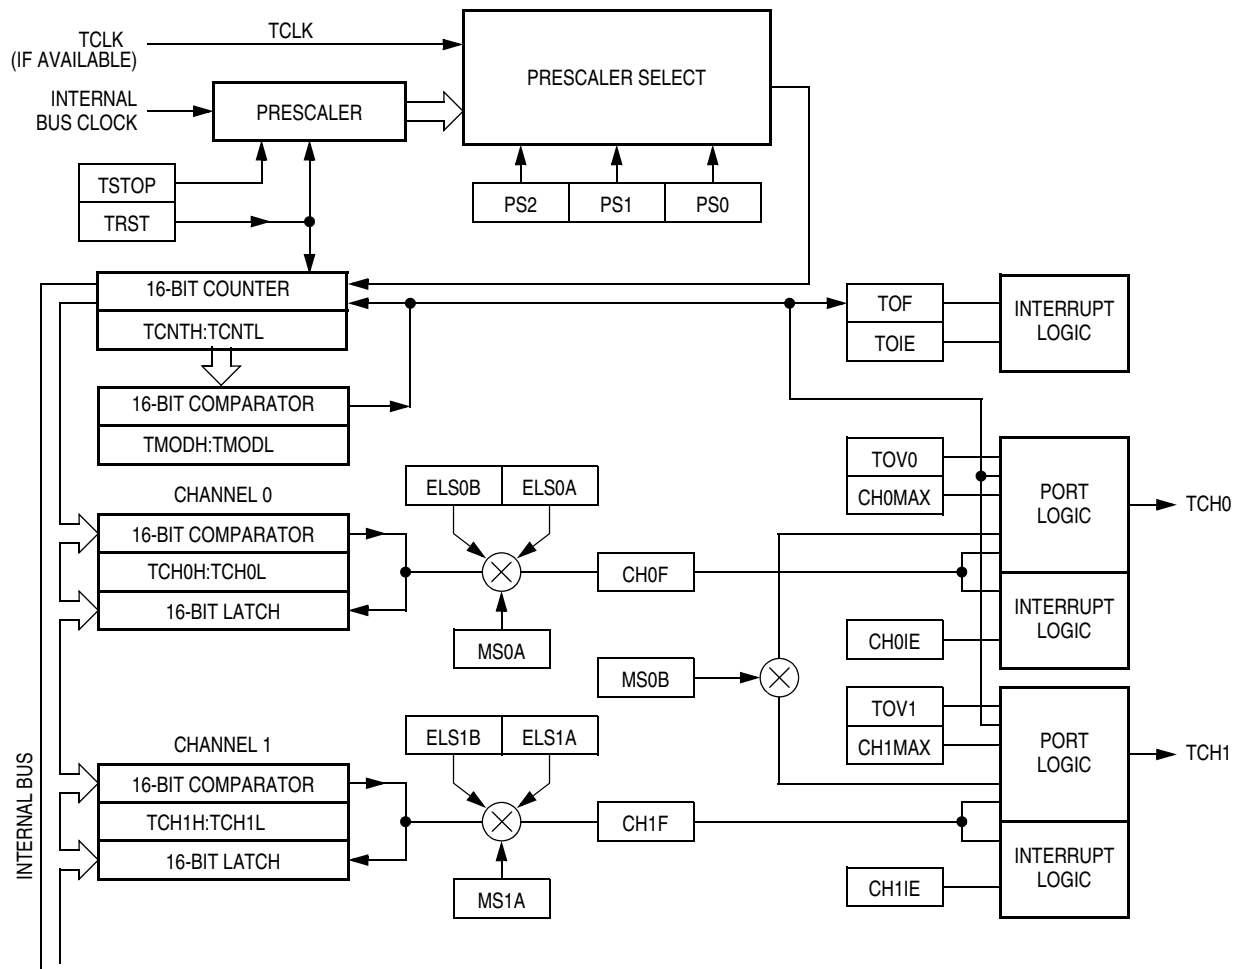 TCLK
(IF AVAILABLE)
TCLK
PRESCALER SELECT
INTERNAL
BUS CLOCK
PRESCALER
TSTOP
TRST
PS2
PS1
PS0
16-BIT COUNTER
TCNTH:TCNTL
TOF
TOIE
INTERRUPT
LOGIC
16-BIT COMPARATOR
TMODH:TMODL
CHANNEL 0
ELS0B
ELS0A
TOV0
CH0MAX
PORT
LOGIC
TCH0
16-BIT COMPARATOR
TCH0H:TCH0L
16-BIT LATCH
CH0F
MS0A
INTERRUPT
LOGIC
CH0IE
MS0B
CHANNEL 1
ELS1B
ELS1A
TOV1
CH1MAX
PORT
LOGIC
TCH1
16-BIT COMPARATOR
TCH1H:TCH1L
16-BIT LATCH
CH1F
MS1A
INTERRUPT
LOGIC
CH1IE
INTERNAL BUS